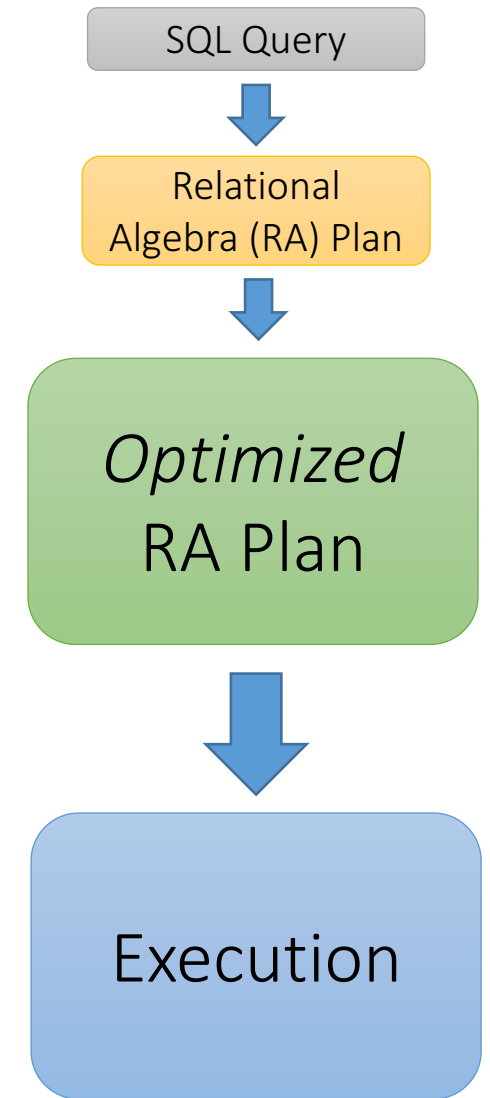 SQL Query
Relational
Algebra (RA) Plan
Optimized
RA Plan
Execution